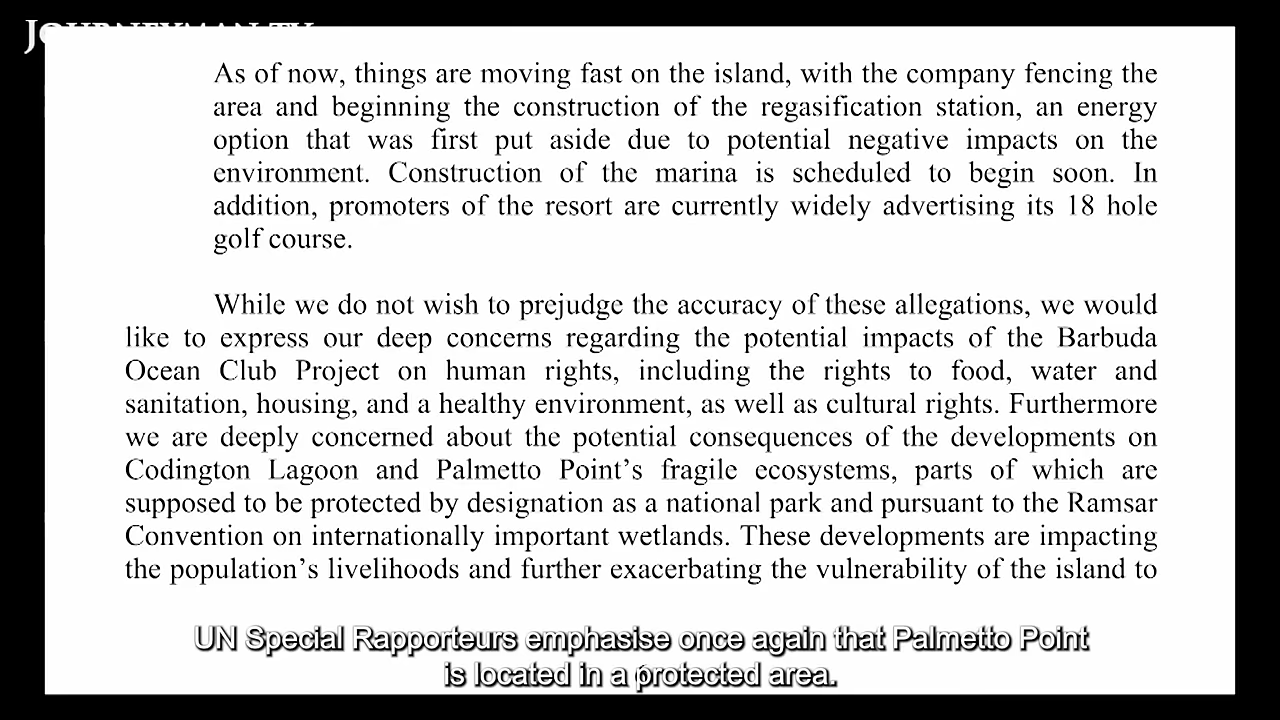 JOURNEYMAN.TV
As of now, things are moving fast on the island, with the company fencing the
area and beginning the construction of the regasification station, an energy
option that was first put aside due to potential negative impacts on the
environment. Construction of the marina is scheduled to begin soon. In
addition, promoters of the resort are currently widely advertising its 18 hole
golf course.
While we do not wish to prejudge the accuracy of these allegations, we would
like to express our deep concerns regarding the potential impacts of the Barbuda
Ocean Club Project on human rights, including the rights to food, water and
sanitation, housing, and a healthy environment, as well as cultural rights. Furthermore
we are deeply concerned about the potential consequences of the developments on
Codington Lagoon and Palmetto Point’s fragile ecosystems, parts of which are
supposed to be protected by designation as a national park and pursuant to the Ramsar
Convention on internationally important wetlands. These developments are impacting
the population’s livelihoods and further exacerbating the vulnerability of the island to
UN Special Rapporteurs emphasise once again that Palmetto Point
is located in a protected area.